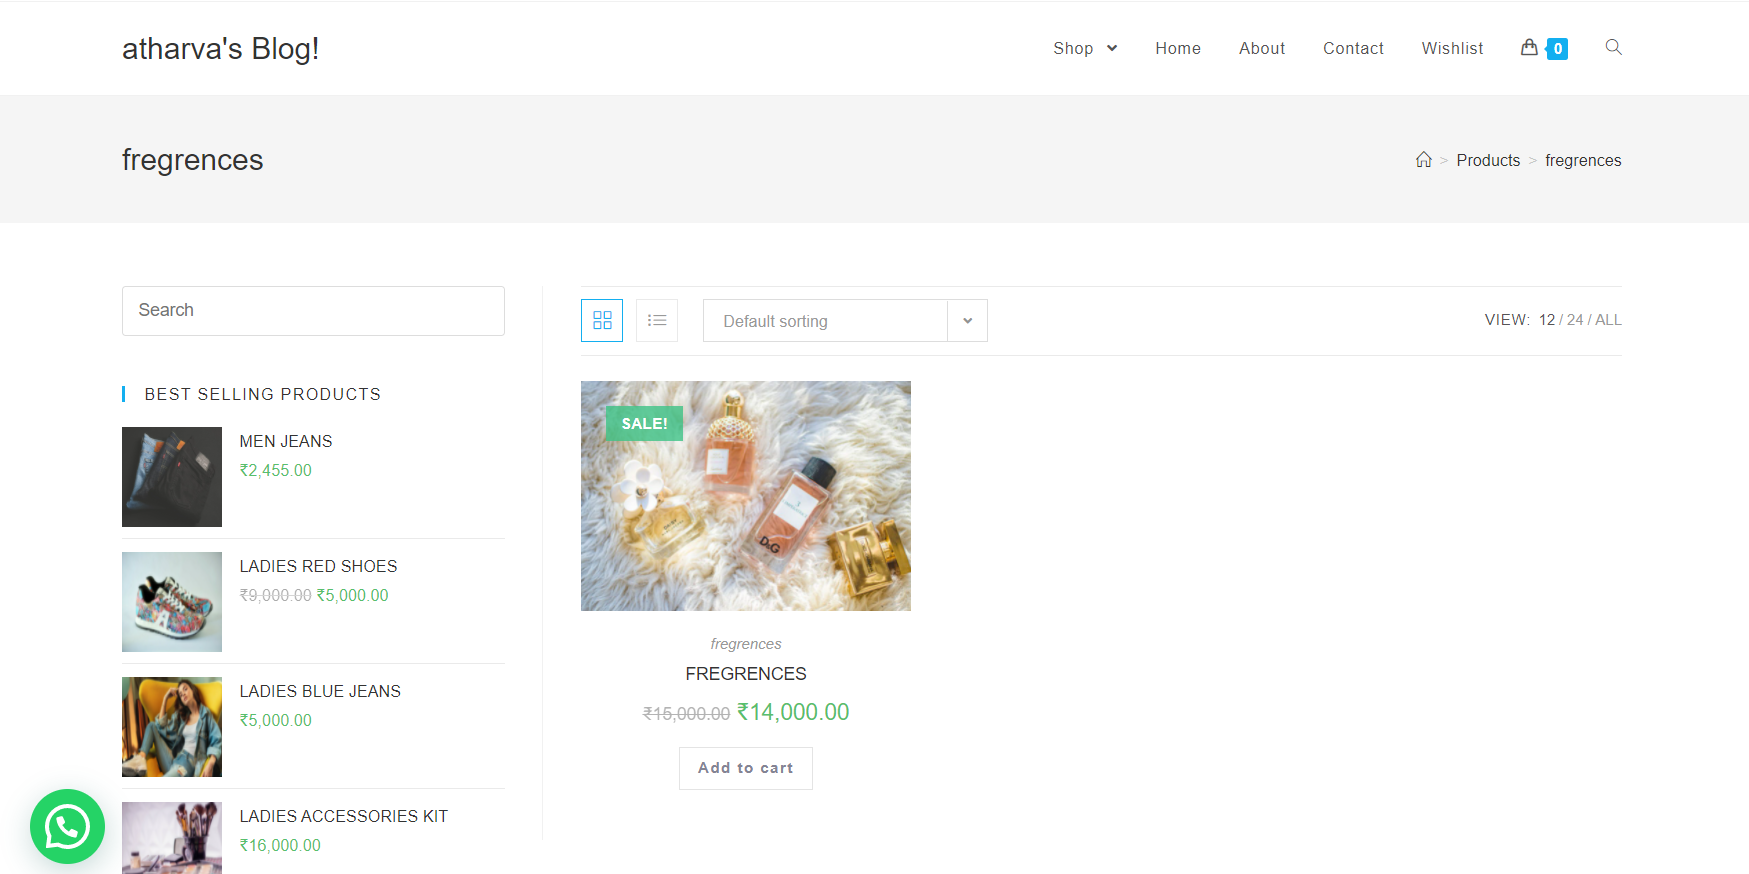 atharva's Blog!
Shop Home About Contact Wishlist 0
fregrences
> Products > fregrences
Search
Default sorting
VIEW: 12 / 24 / ALL
BEST SELLING PRODUCTS
MEN JEANS
₹2,455.00
LADIES RED SHOES
₹9,000.00 ₹5,000.00
LADIES BLUE JEANS
₹5,000.00
LADIES ACCESSORIES KIT
₹16,000.00
SALE!
D&G
fregrences
FREGRENCES
₹15,000.00 ₹14,000.00
Add to cart